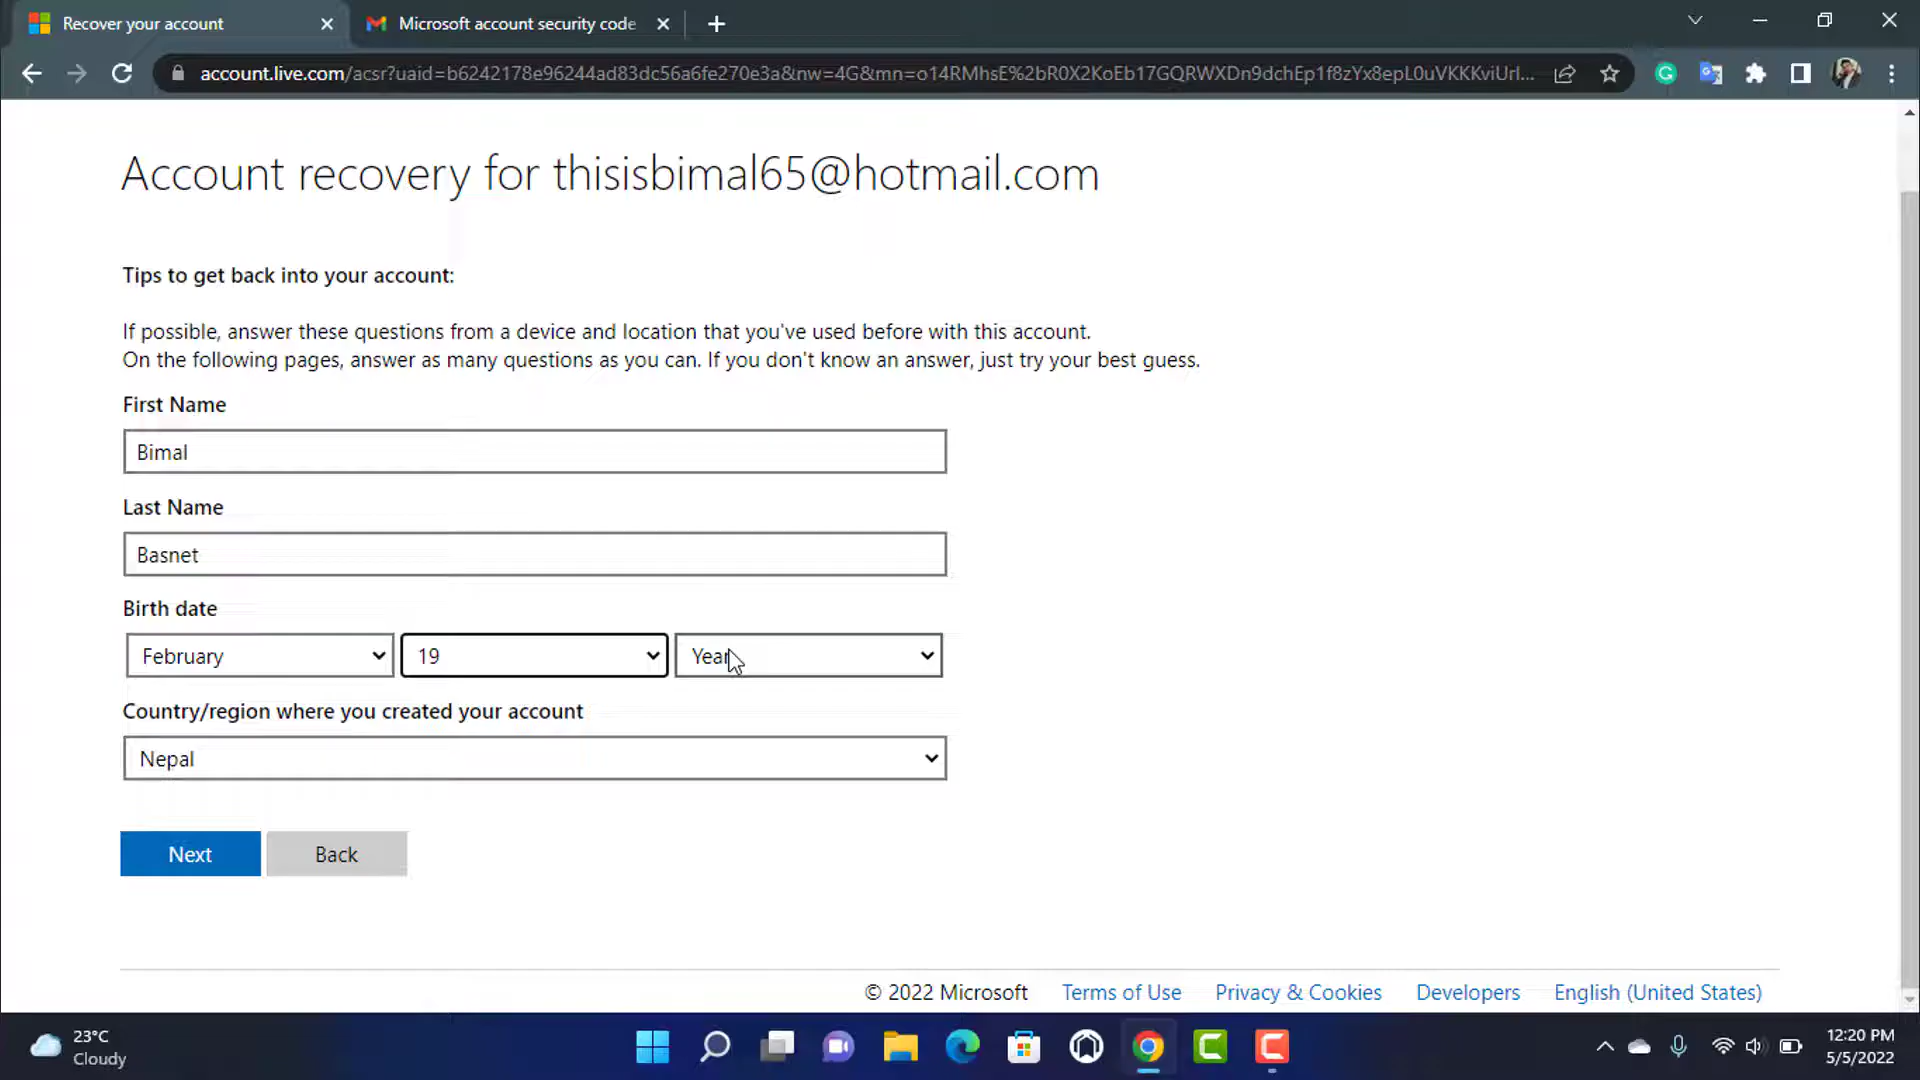 Recover your account
Microsoft account security code
account.live.com/acsr?uaid=b6242178e96244ad83dc56a6fe270e3a&nw=4G&mn=o14RMhsE%2bR0X2KoEb17GQRWXDn9dchEp1f8zYx8epL0uVKKKviUrl...
Account recovery for thisisbimal65@hotmail.com
Tips to get back into your account:
If possible, answer these questions from a device and location that you've used before with this account.
On the following pages, answer as many questions as you can. If you don't know an answer, just try your best guess.
First Name
Bimal
Last Name
Basnet
Birth date
February 19 Year
Country/region where you created your account
Nepal
Next Back
© 2022 Microsoft Terms of Use Privacy & Cookies Developers English (United States)
23°C
Cloudy
12:20 PM
5/5/2022